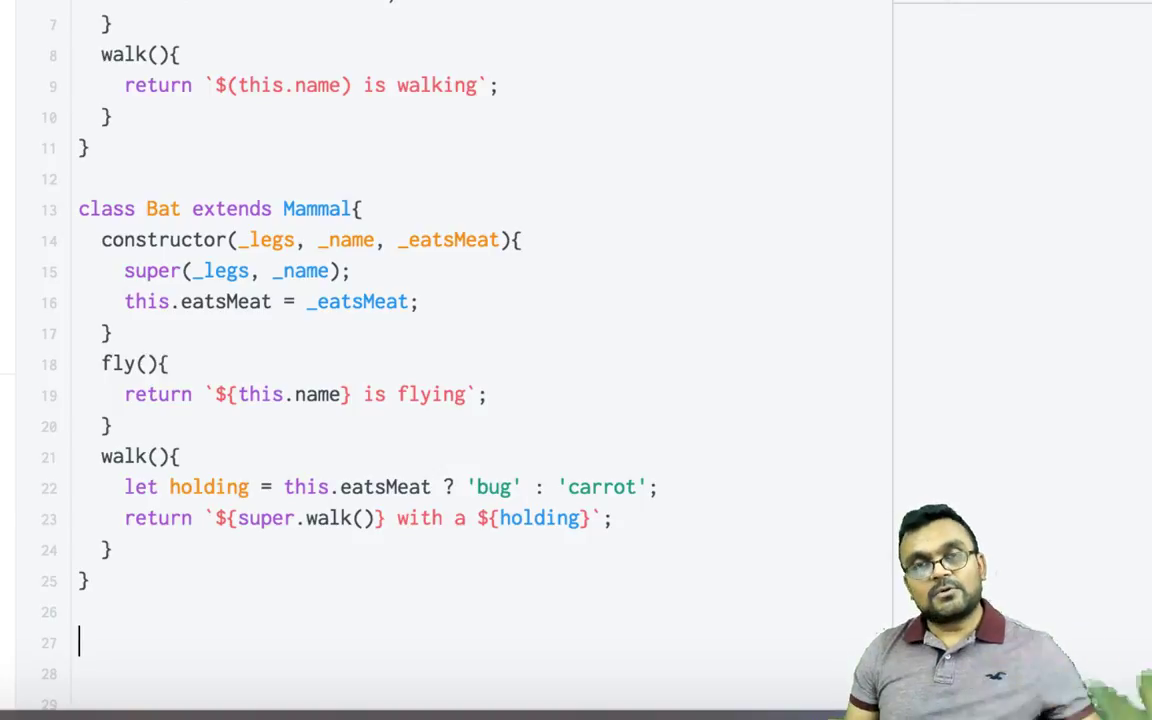 7 }
8 walk(){
9 return `$(this.name) is walking`;
10 }
11 }
12
13 class Bat extends Mammal{
14 constructor(_legs, _name, _eatsMeat){
15 super(_legs, _name);
16 this.eatsMeat = _eatsMeat;
17 }
18 fly(){
19 return `${this.name} is flying`;
20 }
21 walk(){
22 let holding = this.eatsMeat ? 'bug' : 'carrot';
23 return `${super.walk()} with a ${holding}`;
24 }
25 }
26
27
28
29